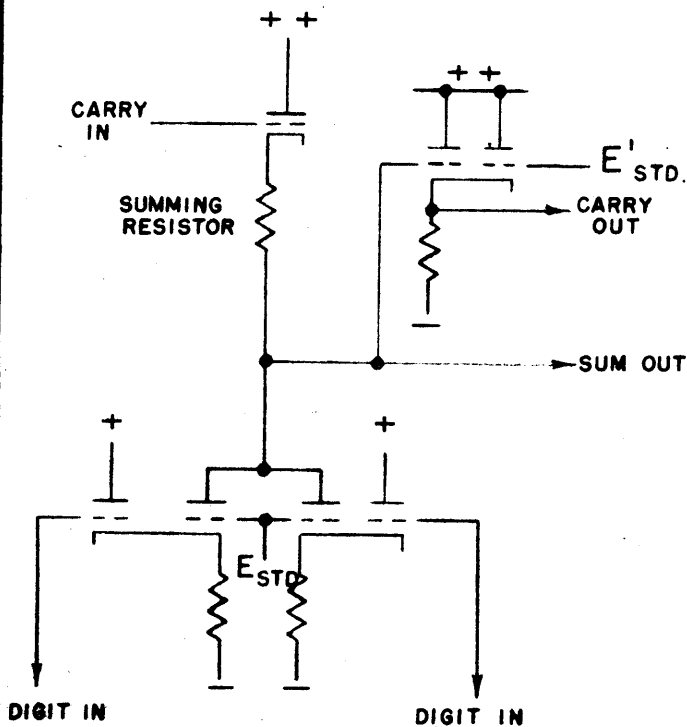 + +
+ +
CARRY
IN
E'STD.
SUMMING
RESISTOR
CARRY
OUT
SUM OUT
+
+
ESTD
DIGIT IN
DIGIT IN